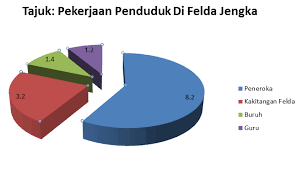 Tajuk: Pekerjaan Penduduk Di Felda Jengka
1.2
1.4
3.2
8.2
Peneroka
Kakitangan Felda
Buruh
Guru